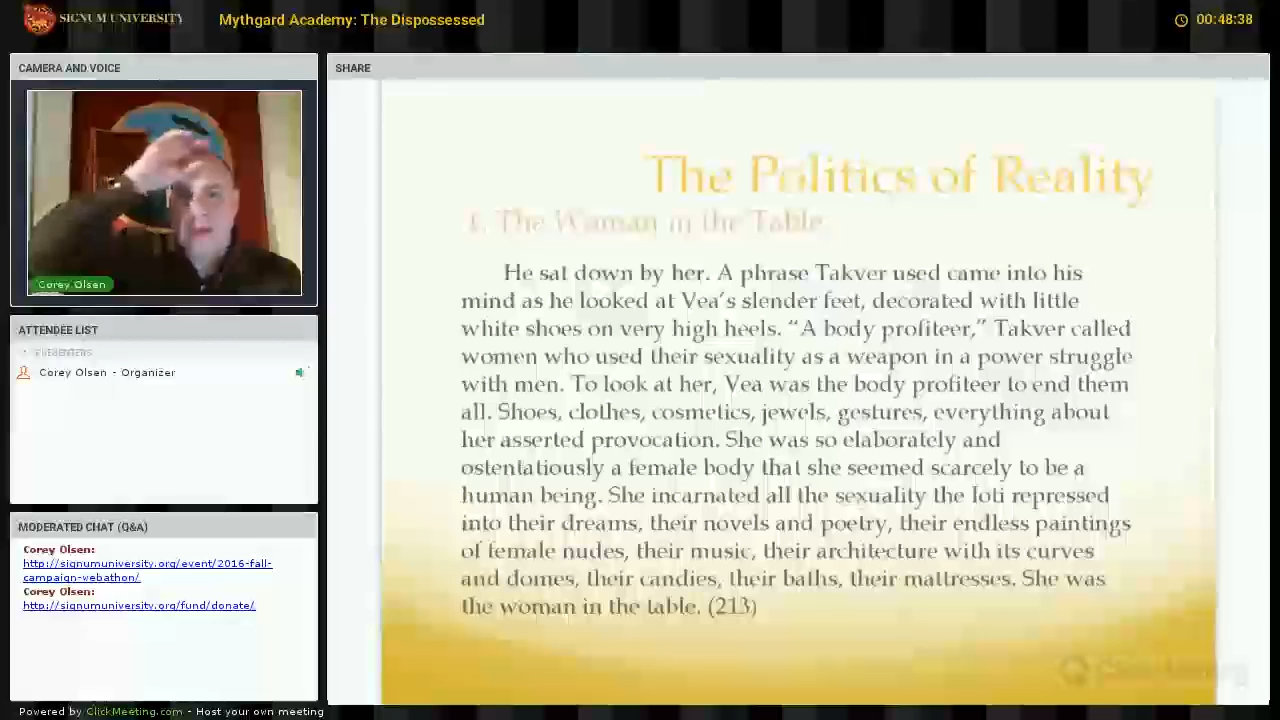 SIGNUM UNIVERSITY
Mythgard Academy: The Dispossessed
00:48:38
CAMERA AND VOICE
Corey Olsen
ATTENDEE LIST
Corey Olsen - Organizer
MODERATED CHAT (Q&A)
Corey Olsen:
http://signumuniversity.org/event/2016-fall-
campaign-webathon/.
Corey Olsen:
http://signumuniversity.org/fund/donate/.
Powered by ClickMeeting.com - Host your own meeting
SHARE
The Politics of Reality
1. The Woman in the Table
He sat down by her. A phrase Takver used came into his
mind as he looked at Vea's slender feet, decorated with little
white shoes on very high heels. "A body profiteer," Takver called
women who used their sexuality as a weapon in a power struggle
with men. To look at her, Vea was the body profiteer to end them
all. Shoes, clothes, cosmetics, jewels, gestures, everything about
her asserted provocation. She was so elaborately and
ostentatiously a female body that she seemed scarcely to be a
human being. She incarnated all the sexuality the Ioti repressed
into their dreams, their novels and poetry, their endless paintings
of female nudes, their music, their architecture with its curves
and domes, their candies, their baths, their mattresses. She was
the woman in the table. (213)